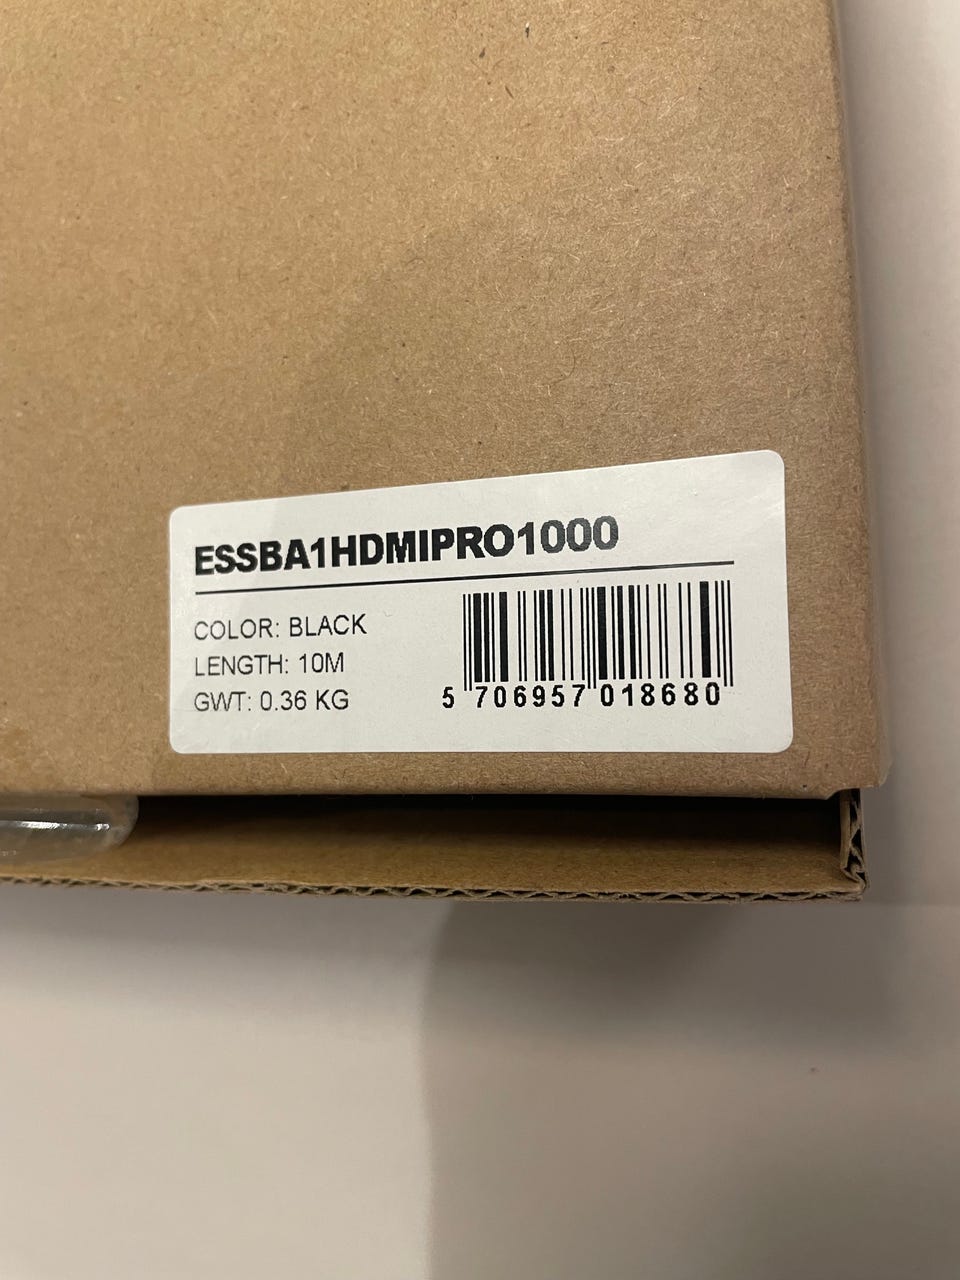 ESSBA1HDMIPRO1000
COLOR: BLACK
LENGTH: 10M
GWT: 0.36 KG
5 706957 018680